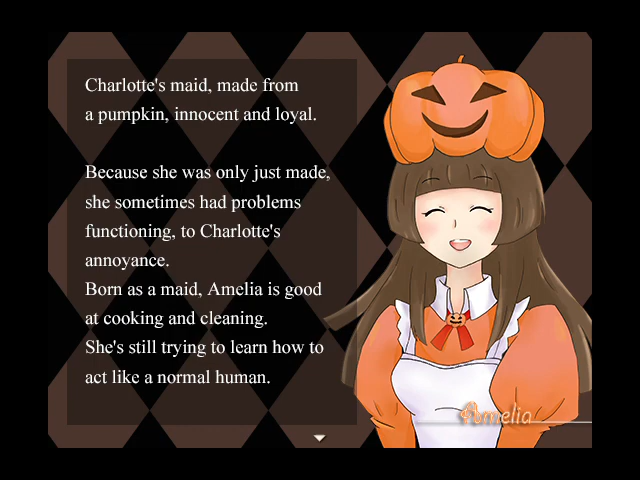 Charlotte's maid, made from
a pumpkin, innocent and loyal.
Because she was only just made,
she sometimes had problems
functioning, to Charlotte's
annoyance.
Born as a maid, Amelia is good
at cooking and cleaning.
She's still trying to learn how to
act like a normal human.
Amelia